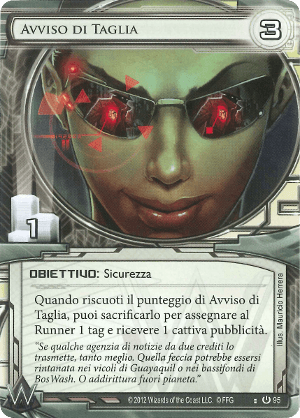 Avviso di Taglia
3
1
OBIETTIVO: Sicurezza
Quando riscuoti il punteggio di Avviso di
Taglia, puoi sacrificarlo per assegnare al
Runner 1 tag e ricevere 1 cattiva pubblicità.
"Se qualche agenzia di notizie da due crediti lo
trasmette, tanto meglio. Quella feccia potrebbe essersi
rintanata nei vicoli di Guayaquil o nei bassifondi di
BosWash. O addirittura fuori pianeta."
illus. Mauricio Herrera
© 2012 Wizards of the Coast LLC. © FFG
95